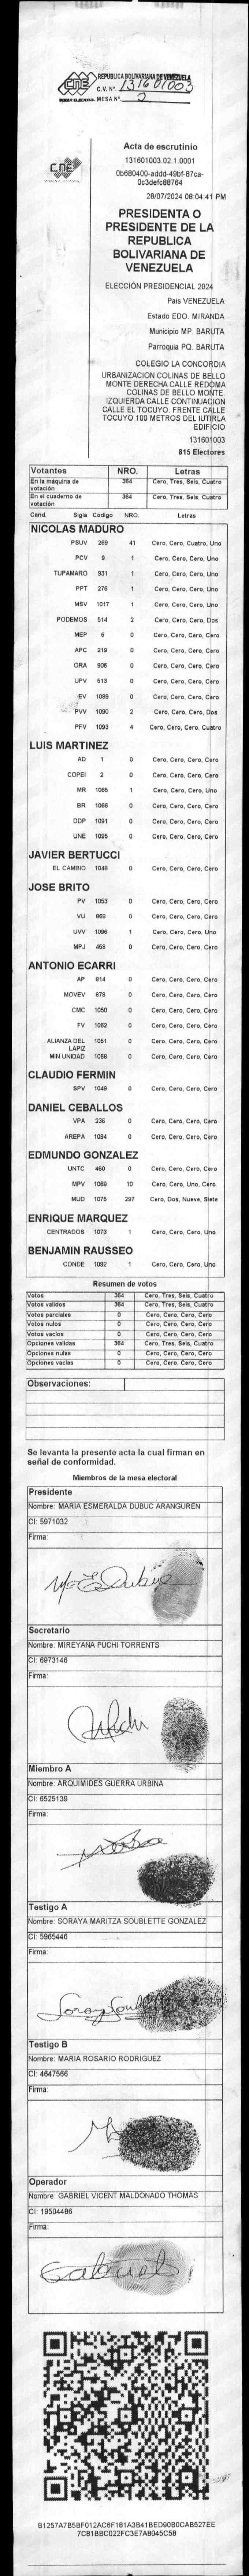 CNE
PODER ELECTORAL
REPUBLICA BOLIVARIANA DE VENEZUELA
C.V. Nº 131601003
MESA Nº 2
CNE
Acta de escrutinio
131601003.02.1.0001
0b680400-addd-49bf-87ca-
0c3defc88764
28/07/2024 08:04:41 PM
PRESIDENTA O
PRESIDENTE DE LA
REPUBLICA
BOLIVARIANA DE
VENEZUELA
ELECCIÓN PRESIDENCIAL 2024
Pais VENEZUELA
Estado EDO. MIRANDA
Municipio MP. BARUTA
Parroquia PQ. BARUTA
COLEGIO LA CONCORDIA
URBANIZACION COLINAS DE BELLO
MONTE DERECHA CALLE REDOMA
COLINAS DE BELLO MONTE.
IZQUIERDA CALLE CONTINUACION
CALLE EL TOCUYO. FRENTE CALLE
TOCUYO 100 METROS DEL IUTIRLA
EDIFICIO
131601003
815 Electores
Votantes NRO. Letras
En la máquina de votación 364 Cero, Tres, Seis, Cuatro
En el cuaderno de votación 364 Cero, Tres, Seis, Cuatro
Cand. Sigla Código NRO. Letras
NICOLAS MADURO
PSUV 269 41 Cero, Cero, Cuatro, Uno
PCV 9 1 Cero, Cero, Cero, Uno
TUPAMARO 931 1 Cero, Cero, Cero, Uno
PPT 276 1 Cero, Cero, Cero, Uno
MSV 1017 1 Cero, Cero, Cero, Uno
PODEMOS 514 2 Cero, Cero, Cero, Dos
MEP 6 0 Cero, Cero, Cero, Cero
APC 219 0 Cero, Cero, Cero, Cero
ORA 906 0 Cero, Cero, Cero, Cero
UPV 513 0 Cero, Cero, Cero, Cero
EV 1089 0 Cero, Cero, Cero, Cero
PVV 1090 2 Cero, Cero, Cero, Dos
PFV 1093 4 Cero, Cero, Cero, Cuatro
LUIS MARTINEZ
AD 1 0 Cero, Cero, Cero, Cero
COPEI 2 0 Cero, Cero, Cero, Cero
MR 1065 1 Cero, Cero, Cero, Uno
BR 1066 0 Cero, Cero, Cero, Cero
DDP 1091 0 Cero, Cero, Cero, Cero
UNE 1095 0 Cero, Cero, Cero, Cero
JAVIER BERTUCCI
EL CAMBIO 1048 0 Cero, Cero, Cero, Cero
JOSE BRITO
PV 1053 0 Cero, Cero, Cero, Cero
VU 868 0 Cero, Cero, Cero, Cero
UVV 1096 1 Cero, Cero, Cero, Uno
MPJ 458 0 Cero, Cero, Cero, Cero
ANTONIO ECARRI
AP 914 0 Cero, Cero, Cero, Cero
MOVEV 876 0 Cero, Cero, Cero, Cero
CMC 1050 0 Cero, Cero, Cero, Cero
FV 1062 0 Cero, Cero, Cero, Cero
ALIANZA DEL LAPIZ 1061 0 Cero, Cero, Cero, Cero
MIN UNIDAD 1068 0 Cero, Cero, Cero, Cero
CLAUDIO FERMIN
SPV 1049 0 Cero, Cero, Cero, Cero
DANIEL CEBALLOS
VPA 236 0 Cero, Cero, Cero, Cero
AREPA 1094 0 Cero, Cero, Cero, Cero
EDMUNDO GONZALEZ
UNTC 460 0 Cero, Cero, Cero, Cero
MPV 1069 10 Cero, Cero, Uno, Cero
MUD 1075 297 Cero, Dos, Nueve, Siete
ENRIQUE MARQUEZ
CENTRADOS 1073 1 Cero, Cero, Cero, Uno
BENJAMIN RAUSSEO
CONDE 1092 1 Cero, Cero, Cero, Uno
Resumen de votos
Votos 364 Cero, Tres, Seis, Cuatro
Votos validos 364 Cero, Tres, Seis, Cuatro
Votos parciales 0 Cero, Cero, Cero, Cero
Votos nulos 0 Cero, Cero, Cero, Cero
Votos vacios 0 Cero, Cero, Cero, Cero
Opciones validas 364 Cero, Tres, Seis, Cuatro
Opciones nulas 0 Cero, Cero, Cero, Cero
Opciones vacias 0 Cero, Cero, Cero, Cero
Observaciones:
Se levanta la presente acta la cual firman en
señal de conformidad.
Miembros de la mesa electoral
Presidente
Nombre: MARIA ESMERALDA DUBUC ARANGUREN
CI: 5971032
Firma:
Mª E Dubuc
Secretario
Nombre: MIREYANA PUCHI TORRENTS
CI: 6973146
Firma:
Miembro A
Nombre: ARQUIMIDES GUERRA URBINA
CI: 6525139
Firma:
Testigo A
Nombre: SORAYA MARITZA SOUBLETTE GONZALEZ
CI: 5965446
Firma:
Testigo B
Nombre: MARIA ROSARIO RODRIGUEZ
CI: 4647566
Firma:
Operador
Nombre: GABRIEL VICENT MALDONADO THOMAS
CI: 19504486
Firma:
Gabriel
B1257A7B5BF012AC6F181A3B41BED90B0CAB527EE
7C81BBC022FC3E7AB045C58